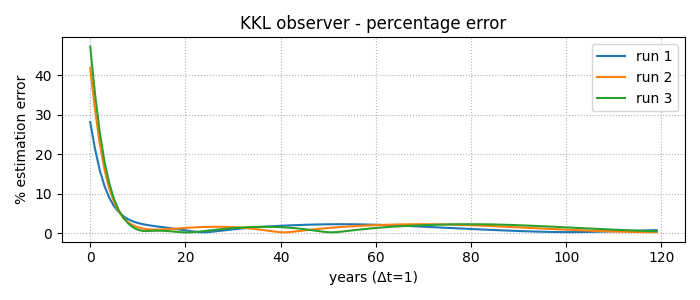 KKL observer - percentage error
% estimation error
40
30
20
10
0
run 1
run 2
run 3
0 20 40 60 80 100 120
years (Δt=1)